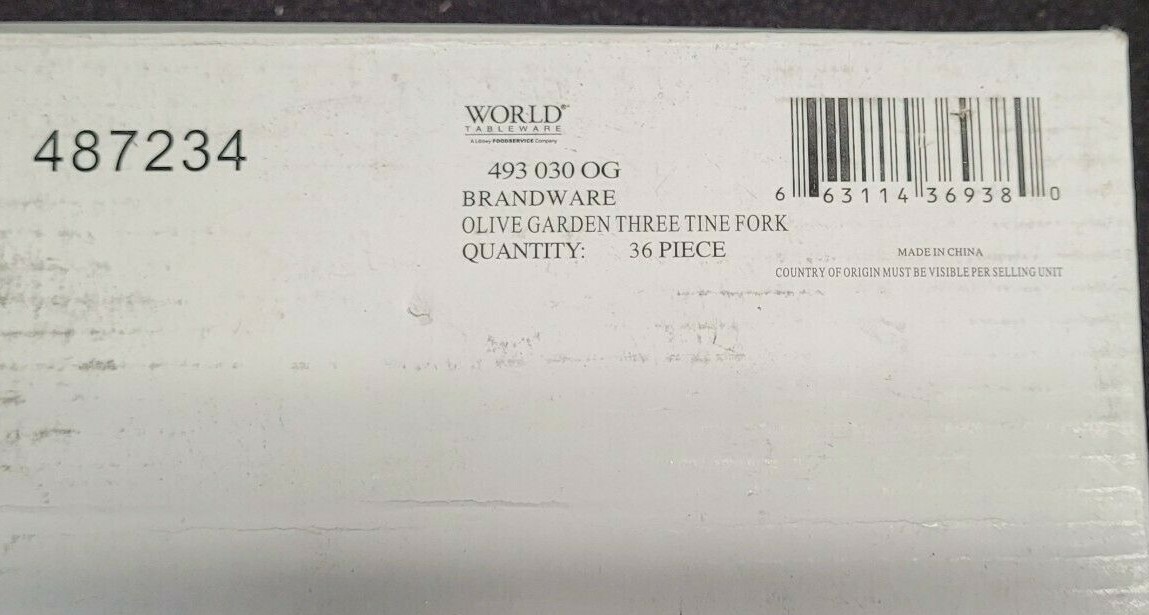 487234
WORLD®
TABLEWARE
A Libbey FOODSERVICE Company
493 030 OG
BRANDWARE
OLIVE GARDEN THREE TINE FORK
QUANTITY: 36 PIECE
6 63114 36938 0
MADE IN CHINA
COUNTRY OF ORIGIN MUST BE VISIBLE PER SELLING UNIT